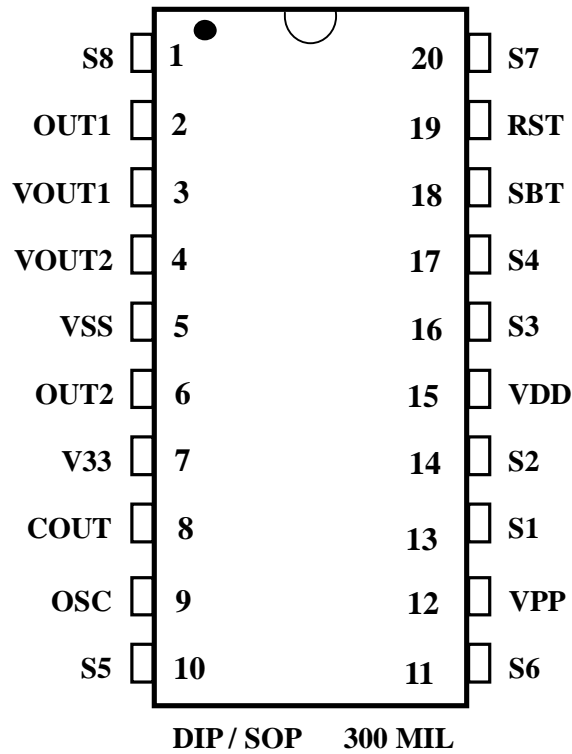 S8 1 20 S7
OUT1 2 19 RST
VOUT1 3 18 SBT
VOUT2 4 17 S4
VSS 5 16 S3
OUT2 6 15 VDD
V33 7 14 S2
COUT 8 13 S1
OSC 9 12 VPP
S5 10 11 S6
DIP / SOP 300 MIL